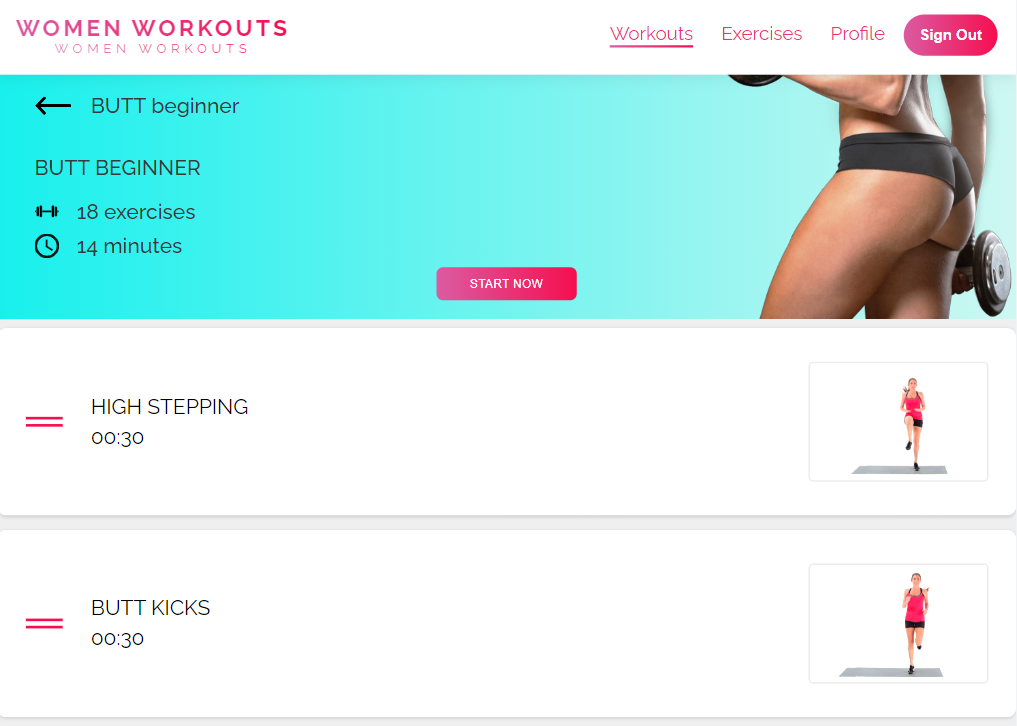 WOMEN WORKOUTS
WOMEN WORKOUTS
Workouts Exercises Profile Sign Out
BUTT beginner
BUTT BEGINNER
18 exercises
14 minutes
START NOW
HIGH STEPPING
00:30
BUTT KICKS
00:30